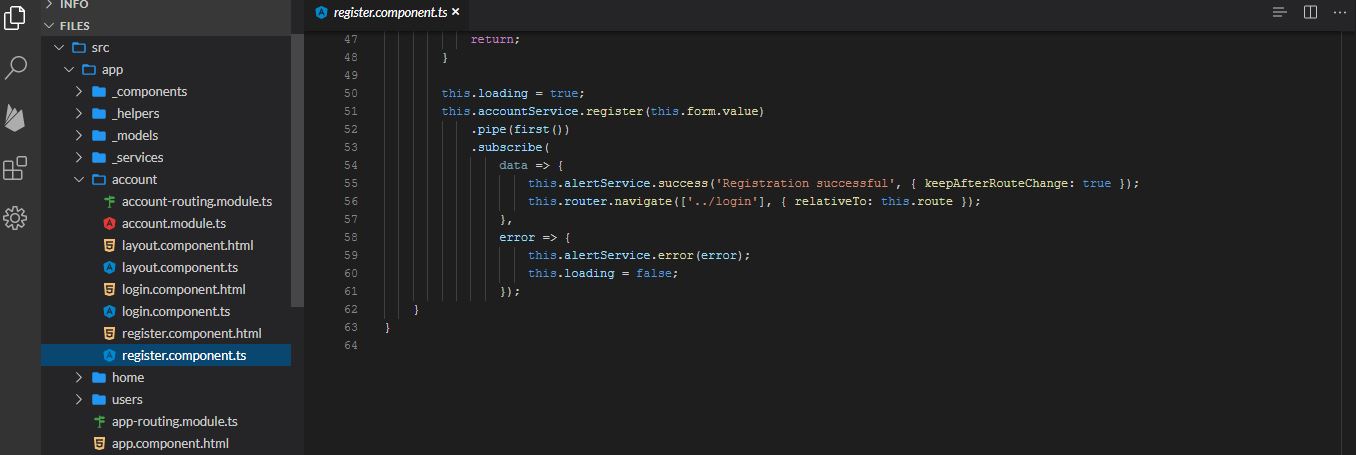 INFO
FILES
src
app
_components
_helpers
_models
_services
account
account-routing.module.ts
account.module.ts
layout.component.html
layout.component.ts
login.component.html
login.component.ts
register.component.html
register.component.ts
home
users
app-routing.module.ts
app.component.html
register.component.ts ×
47 return;
48 }
49
50 this.loading = true;
51 this.accountService.register(this.form.value)
52 .pipe(first())
53 .subscribe(
54 data => {
55 this.alertService.success('Registration successful', { keepAfterRouteChange: true });
56 this.router.navigate(['../login'], { relativeTo: this.route });
57 },
58 error => {
59 this.alertService.error(error);
60 this.loading = false;
61 });
62 }
63 }
64